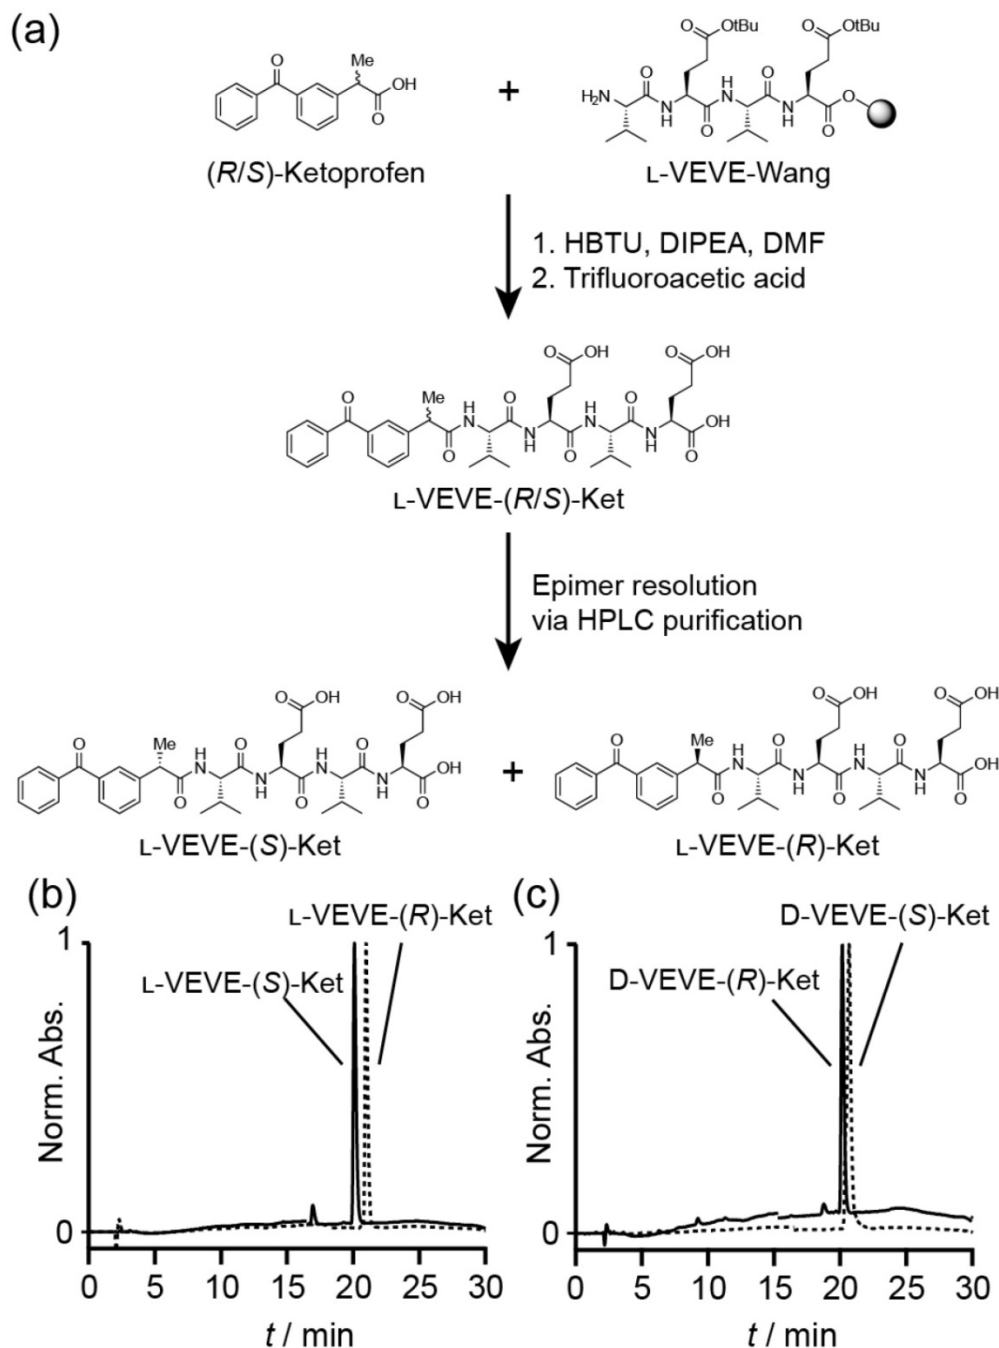 (a)
O
Me
OH
O
(R/S)-Ketoprofen
+
O
OtBu
O
OtBu
H₂N
O
N
H
O
H
N
O
N
H
O
O
L-VEVE-Wang
1. HBTU, DIPEA, DMF
2. Trifluoroacetic acid
O
OH
O
OH
O
Me
H
N
O
O
N
H
O
H
N
O
N
H
OH
O
L-VEVE-(R/S)-Ket
Epimer resolution
via HPLC purification
O
OH
O
OH
O
Me
H
N
O
O
N
H
O
H
N
O
N
H
OH
O
L-VEVE-(S)-Ket
+
O
OH
O
OH
O
Me
H
N
O
O
N
H
O
H
N
O
N
H
OH
O
L-VEVE-(R)-Ket
(b)
L-VEVE-(R)-Ket
L-VEVE-(S)-Ket
1
0
Norm. Abs.
0 5 10 15 20 25 30
t / min
(c)
D-VEVE-(S)-Ket
D-VEVE-(R)-Ket
1
0
Norm. Abs.
0 5 10 15 20 25 30
t / min